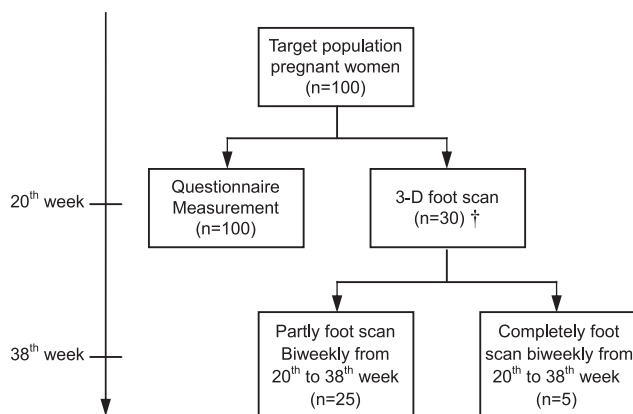 Target population
pregnant women
(n=100)
20th week
Questionnaire
Measurement
(n=100)
3-D foot scan
(n=30) †
38th week
Partly foot scan
Biweekly from
20th to 38th week
(n=25)
Completely foot
scan biweekly from
20th to 38th week
(n=5)